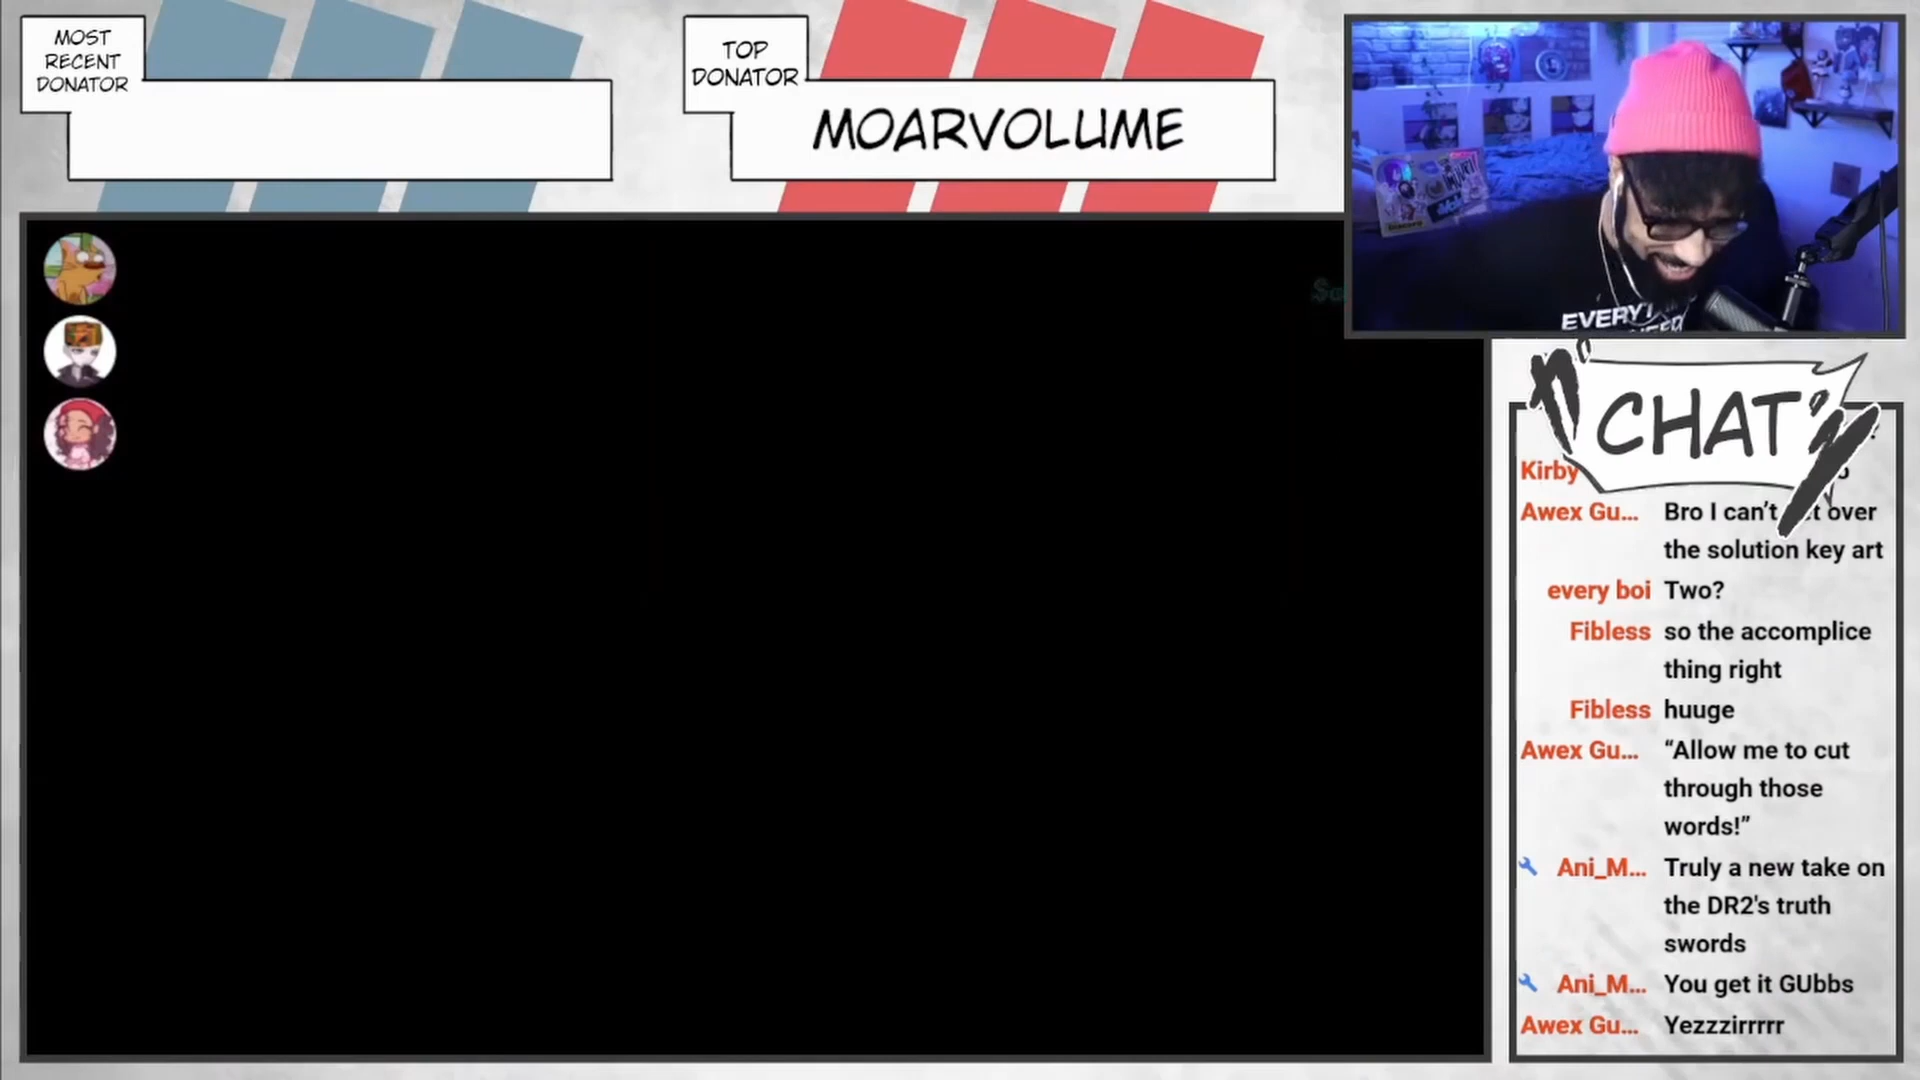 MOST
RECENT
DONATOR
TOP
DONATOR
MOARVOLUME
EVERY
CHAT
Kirby
Awex Gu... Bro I can't over
the solution key art
every boi Two?
Fibless so the accomplice
thing right
Fibless huuge
Awex Gu... “Allow me to cut
through those
words!”
Ani_M... Truly a new take on
the DR2's truth
swords
Ani_M... You get it GUbbs
Awex Gu... Yezzzirrrrr